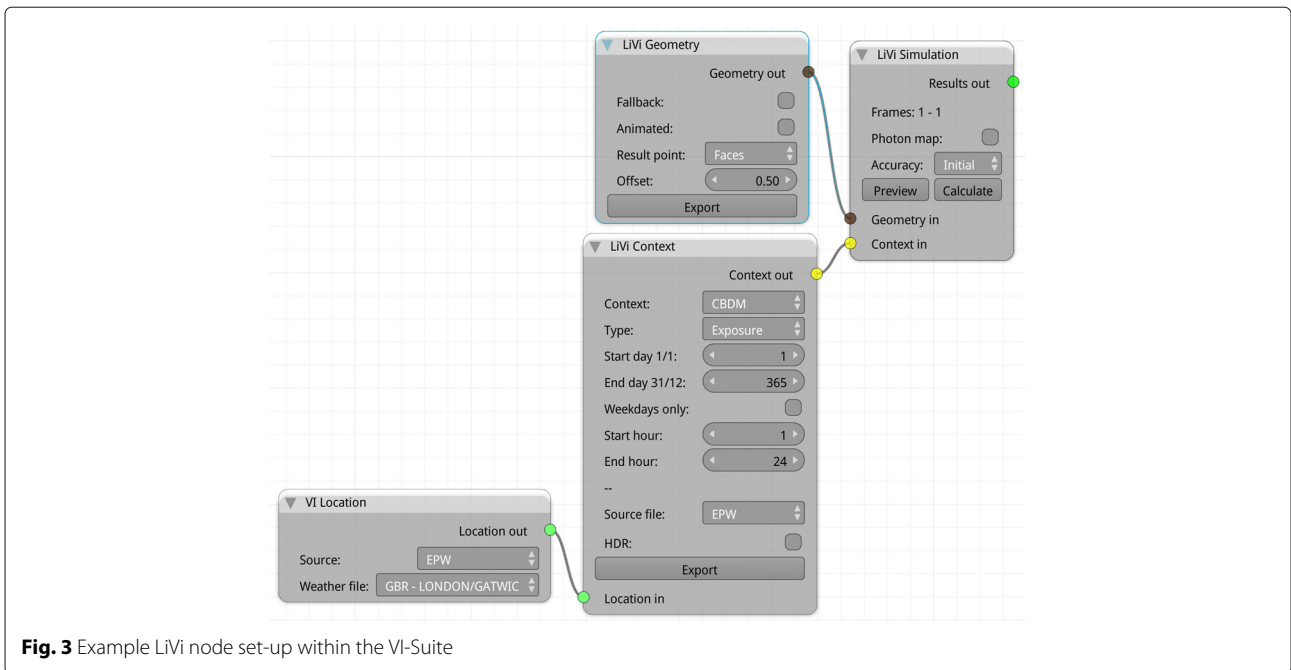 LiVi Geometry
Geometry out
Fallback:
Animated:
Result point: Faces
Offset: 0.50
Export
LiVi Simulation
Results out
Frames: 1 - 1
Photon map:
Accuracy: Initial
Preview Calculate
Geometry in
Context in
LiVi Context
Context out
Context: CBDM
Type: Exposure
Start day 1/1: 1
End day 31/12: 365
Weekdays only:
Start hour: 1
End hour: 24
--
Source file: EPW
HDR:
Export
Location in
VI Location
Location out
Source: EPW
Weather file: GBR - LONDON/GATWIC
Fig. 3 Example LiVi node set-up within the VI-Suite